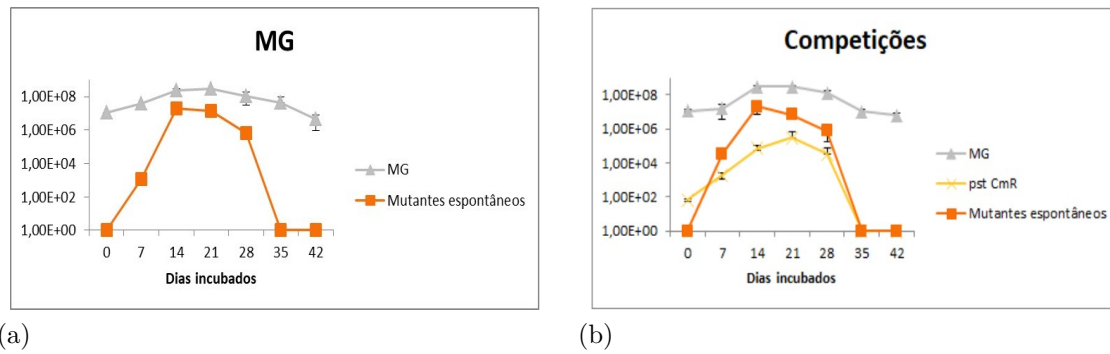 MG
1,00E+08
1,00E+06
1,00E+04
1,00E+02
1,00E+00
0 7 14 21 28 35 42
Dias incubados
MG
Mutantes espontâneos
(a)
Competições
1,00E+08
1,00E+06
1,00E+04
1,00E+02
1,00E+00
0 7 14 21 28 35 42
Dias incubados
MG
pst CmR
Mutantes espontâneos
(b)